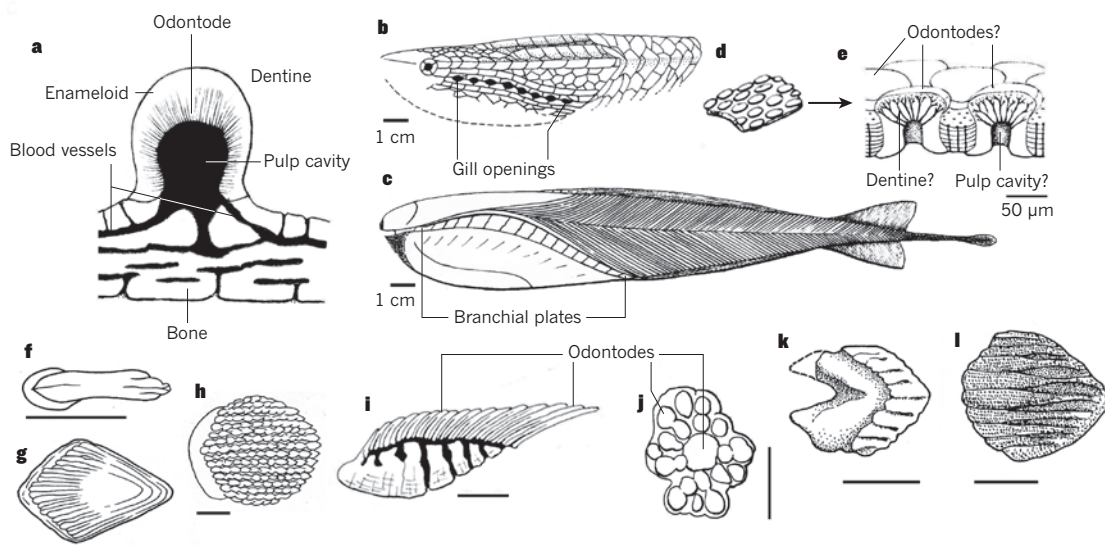 a
Odontode
Enameloid
Dentine
Blood vessels
Pulp cavity
Bone
b
1 cm
Gill openings
c
1 cm
Branchial plates
d
e
Odontodes?
Dentine?
Pulp cavity?
50 µm
f
g
h
i
Odontodes
j
k
l